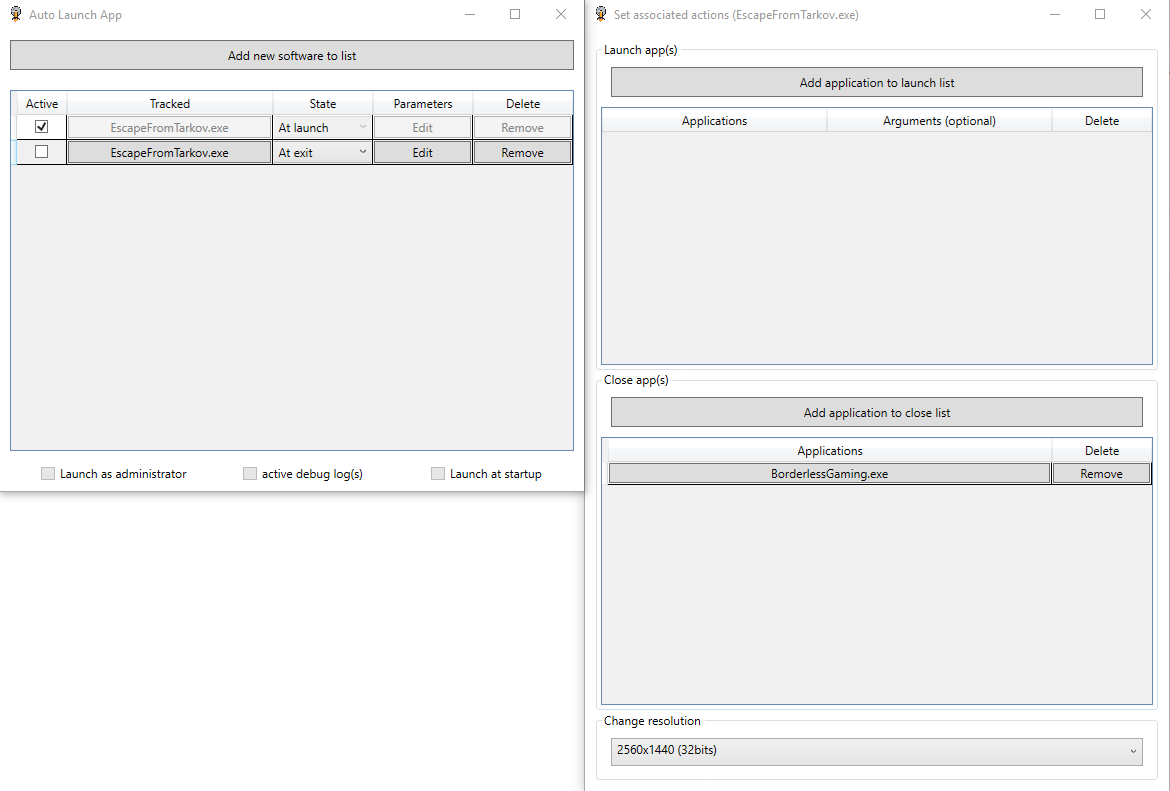 Auto Launch App
Add new software to list
Active Tracked State Parameters Delete
EscapeFromTarkov.exe At launch Edit Remove
EscapeFromTarkov.exe At exit Edit Remove
Launch as administrator active debug log(s) Launch at startup
Set associated actions (EscapeFromTarkov.exe)
Launch app(s)
Add application to launch list
Applications Arguments (optional) Delete
Close app(s)
Add application to close list
Applications Delete
BorderlessGaming.exe Remove
Change resolution
2560x1440 (32bits)